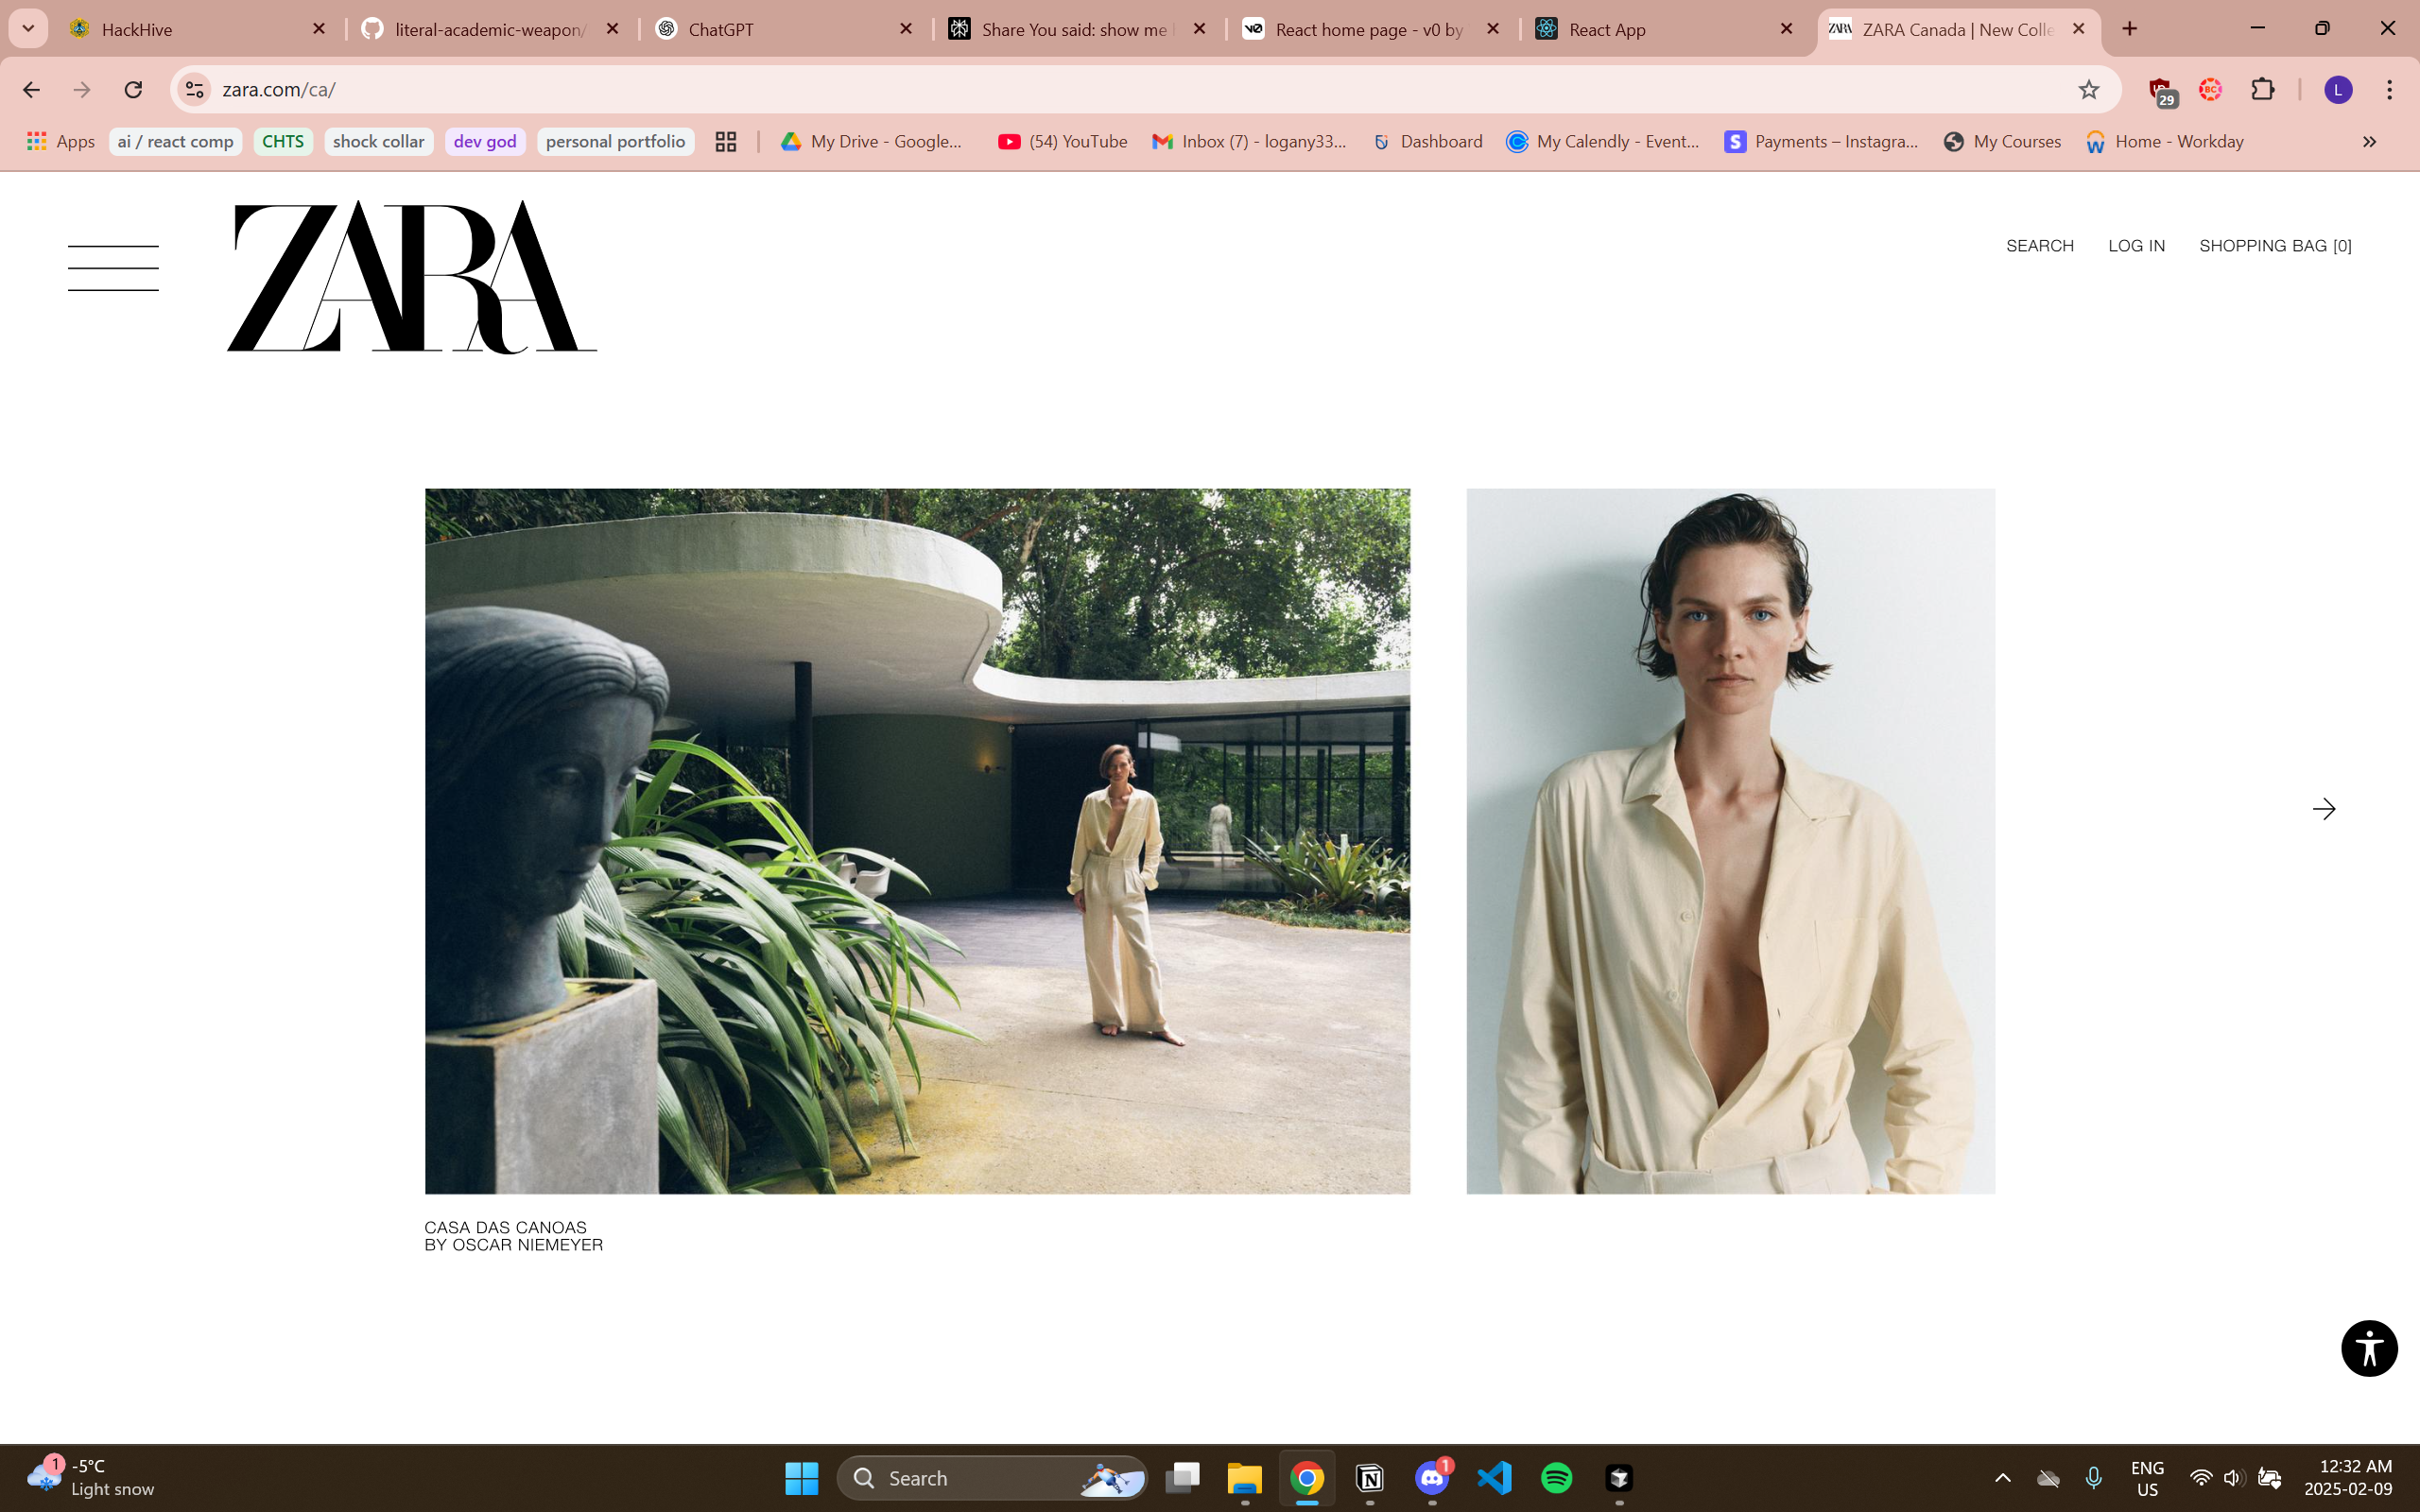 HackHive
literal-academic-weapon/
ChatGPT
Share You said: show me
React home page - v0 by
React App
ZARA Canada | New Colle
zara.com/ca/
29
L
Apps
ai / react comp
CHTS
shock collar
dev god
personal portfolio
My Drive - Google...
(54) YouTube
Inbox (7) - logany33...
Dashboard
My Calendly - Event...
Payments – Instagra...
My Courses
Home - Workday
ZARA
SEARCH
LOG IN
SHOPPING BAG [0]
CASA DAS CANOAS
BY OSCAR NIEMEYER
1
-5°C
Light snow
Search
1
ENG
US
12:32 AM
2025-02-09